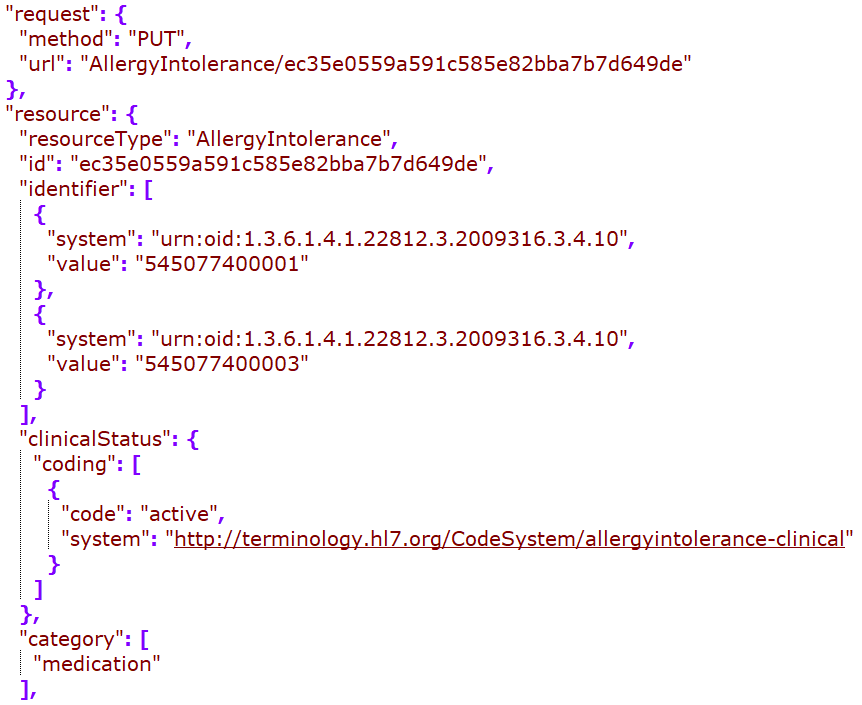 "request": {
"method": "PUT",
"url": "AllergyIntolerance/ec35e0559a591c585e82bba7b7d649de"
},
"resource": {
"resourceType": "AllergyIntolerance",
"id": "ec35e0559a591c585e82bba7b7d649de",
"identifier": [
{
"system": "urn:oid:1.3.6.1.4.1.22812.3.2009316.3.4.10",
"value": "545077400001"
},
{
"system": "urn:oid:1.3.6.1.4.1.22812.3.2009316.3.4.10",
"value": "545077400003"
}
],
"clinicalStatus": {
"coding": [
{
"code": "active",
"system": "http://terminology.hl7.org/CodeSystem/allergyintolerance-clinical"
}
]
},
"category": [
"medication"
],